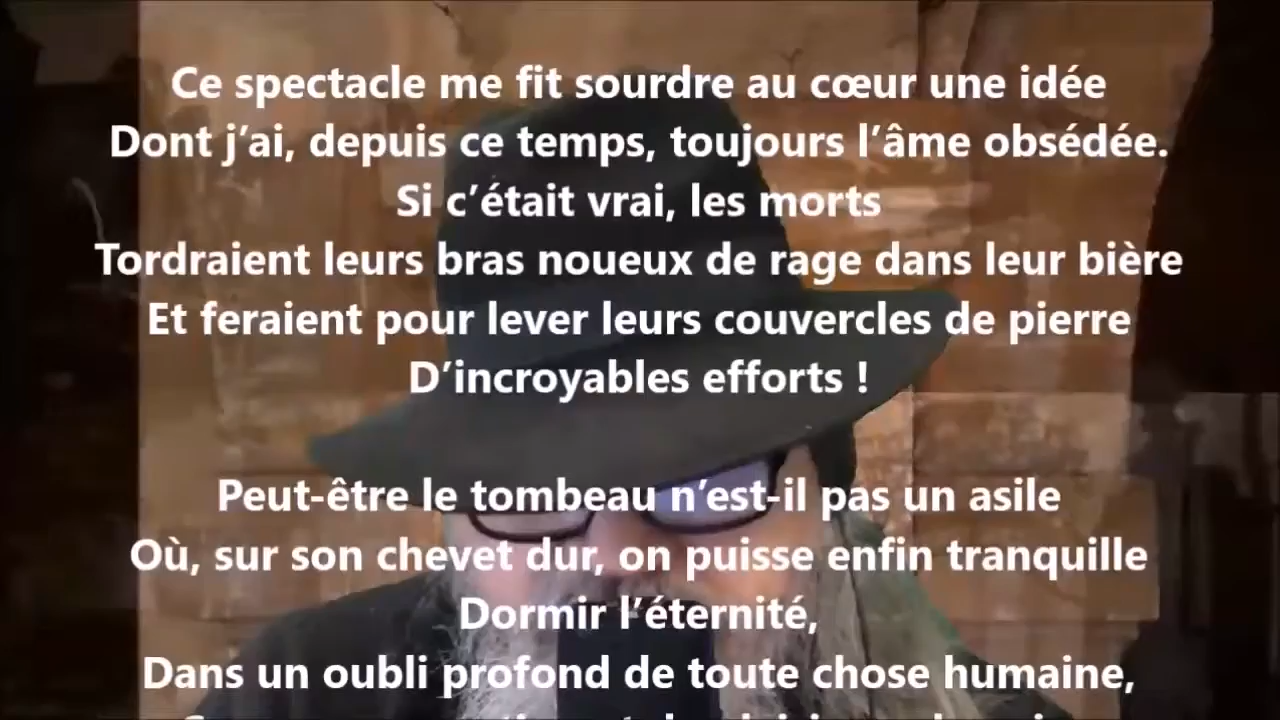 Ce spectacle me fit sourdre au cœur une idée
Dont j’ai, depuis ce temps, toujours l’âme obsédée.
Si c’était vrai, les morts
Tordraient leurs bras noueux de rage dans leur bière
Et feraient pour lever leurs couvercles de pierre
D’incroyables efforts !
Peut-être le tombeau n’est-il pas un asile
Où, sur son chevet dur, on puisse enfin tranquille
Dormir l’éternité,
Dans un oubli profond de toute chose humaine,